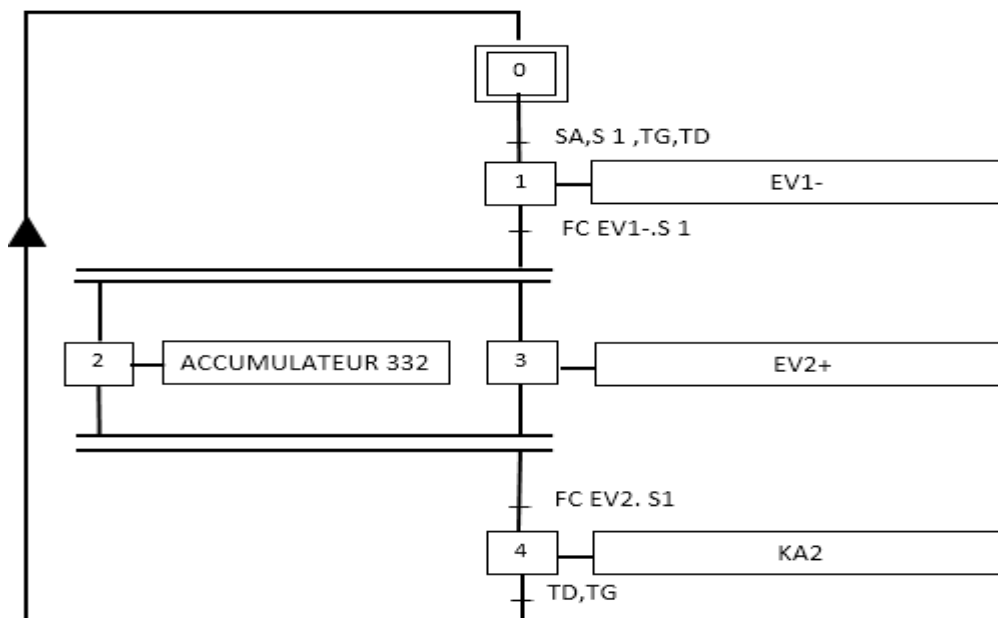 0
SA,S 1 ,TG,TD
1 EV1-
FC EV1-.S 1
2 ACCUMULATEUR 332 3 EV2+
FC EV2. S1
4 KA2
TD,TG